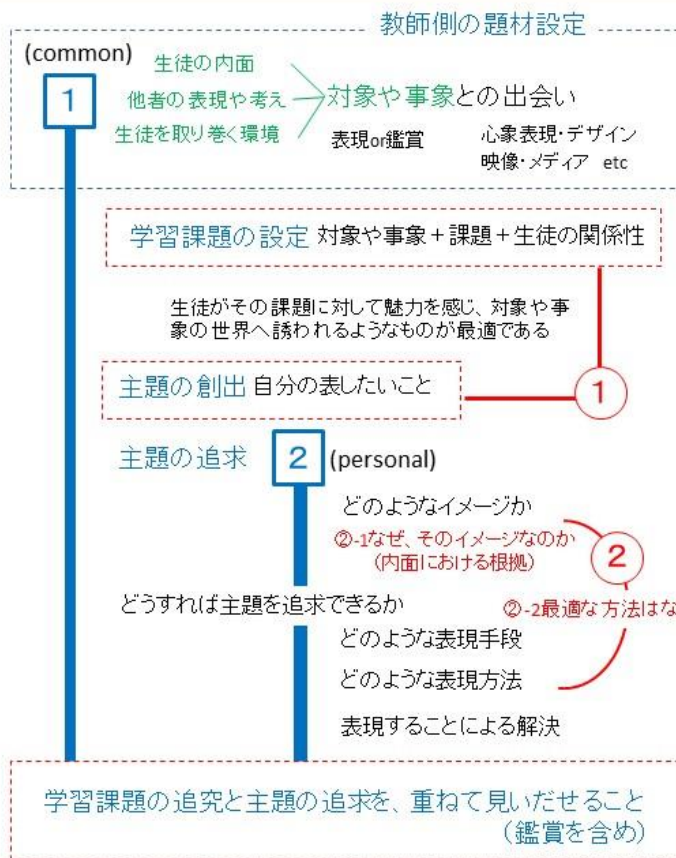 教師側の題材設定
(common)
1
生徒の内面
他者の表現や考え
生徒を取り巻く環境
対象や事象との出会い
表現or鑑賞
心象表現・デザイン
映像・メディア etc
学習課題の設定 対象や事象+課題+生徒の関係性
生徒がその課題に対して魅力を感じ、対象や事
象の世界へ誘われるようなものが最適である
主題の創出 自分の表したいこと
1
主題の追求
2
(personal)
どのようなイメージか
②-1なぜ、そのイメージなのか
(内面における根拠)
2
どうすれば主題を追求できるか
②-2最適な方法はな
どのような表現手段
どのような表現方法
表現することによる解決
学習課題の追究と主題の追求を、重ねて見いだせること
(鑑賞を含め)